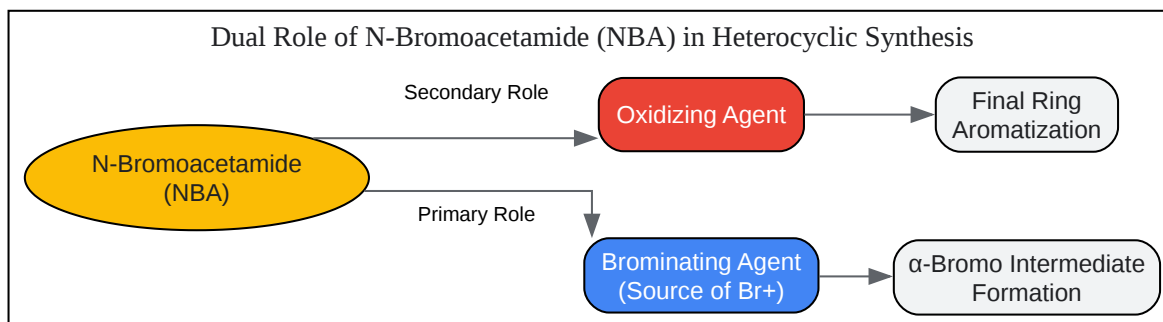 Dual Role of N-Bromoacetamide (NBA) in Heterocyclic Synthesis
Secondary Role
Oxidizing Agent
Final Ring
Aromatization
N-Bromoacetamide
(NBA)
Primary Role
Brominating Agent
(Source of Br+)
α-Bromo Intermediate
Formation